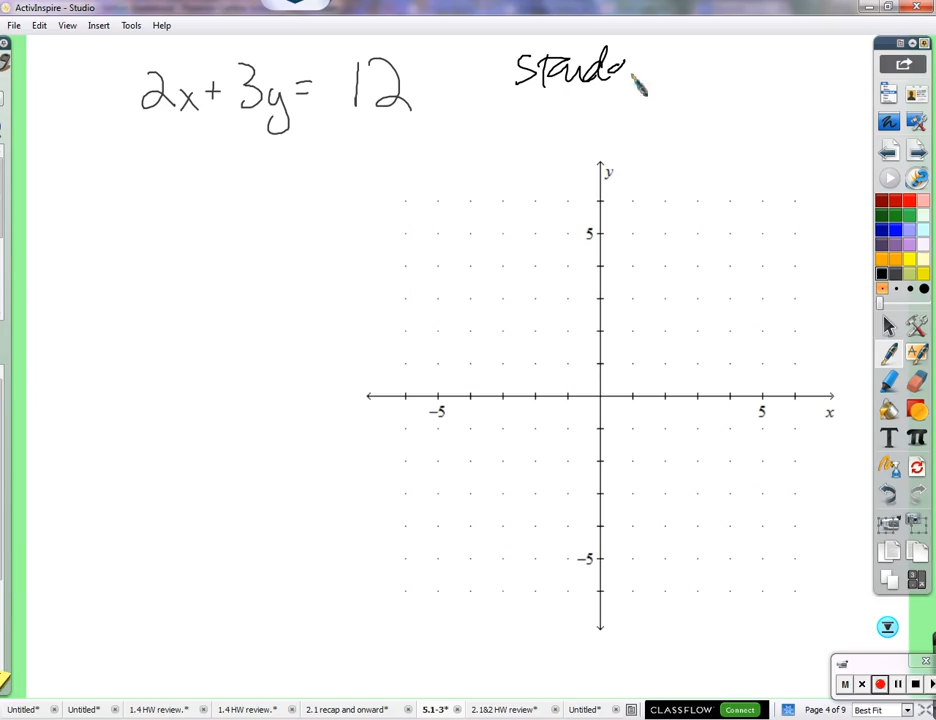 ActivInspire - Studio
File Edit View Insert Tools Help
2x + 3y = 12
standa
y
5
-5 5 x
-5
M
Untitled* Untitled* 1.4 HW review.* 1.4 HW review.* 2.1 recap and onward* 5.1-3* 2.1&2 HW review* Untitled* CLASSFLOW Connect Page 4 of 9 Best Fit